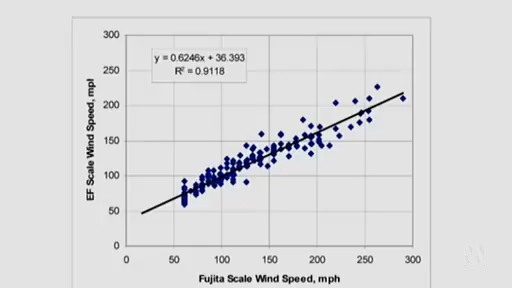 300
250
200
150
100
50
0
y = 0.6246x + 36.393
R² = 0.9118
EF Scale Wind Speed, mpl
0 50 100 150 200 250 300
Fujita Scale Wind Speed, mph